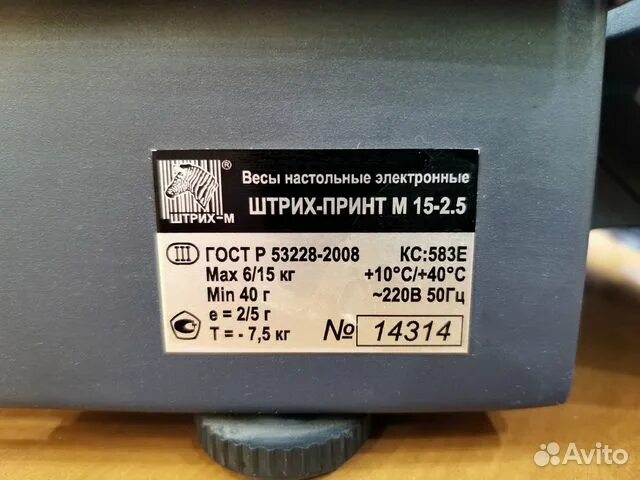 ®
ШТРИХ-М
Весы настольные электронные
ШТРИХ-ПРИНТ М 15-2.5
III ГОСТ Р 53228-2008 КС:583Е
Max 6/15 кг +10°С/+40°С
Min 40 г ~220В 50Гц
е = 2/5 г
Т = - 7,5 кг № 14314
Avito